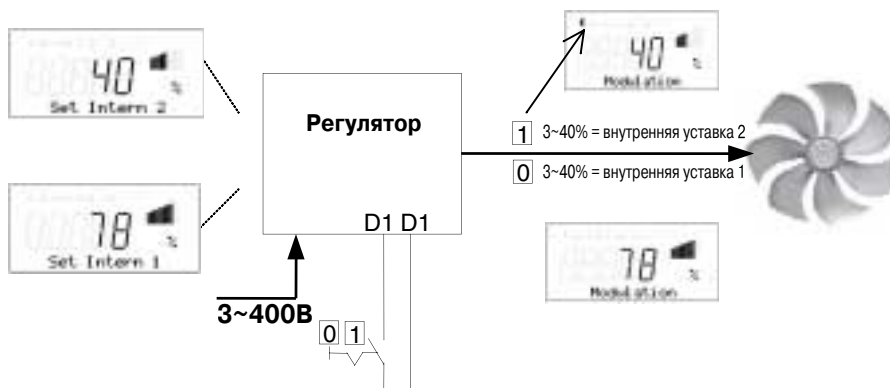 40
%
Set Intern 2
78
%
Set Intern 1
Регулятор
D1 D1
3~400В
0 1
40
%
Modulation
1 3~40% = внутренняя уставка 2
0 3~40% = внутренняя уставка 1
78
%
Modulation